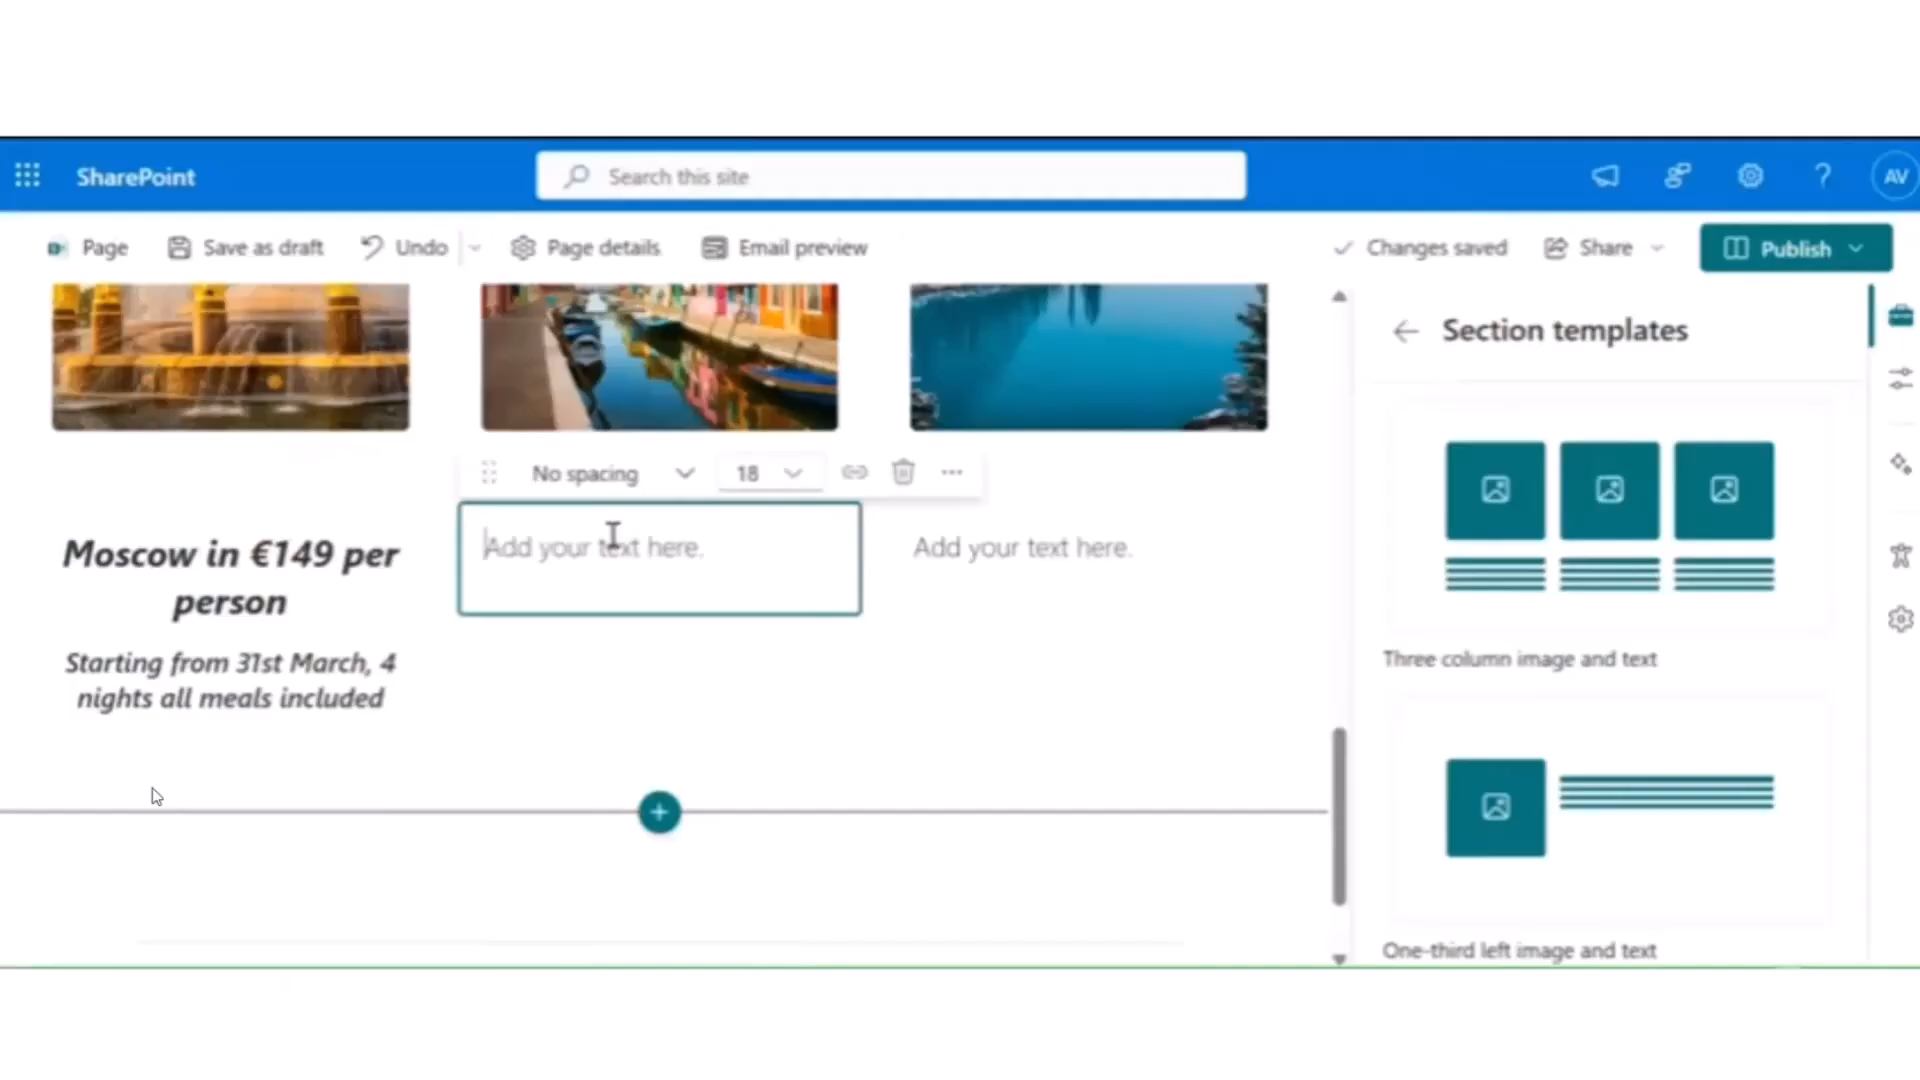 SharePoint
Search this site
AV
Page
Save as draft
Undo
Page details
Email preview
Changes saved
Share
Publish
Section templates
No spacing
18
Moscow in €149 per
person
Starting from 31st March, 4
nights all meals included
Add your text here.
Add your text here.
Three column image and text
One-third left image and text